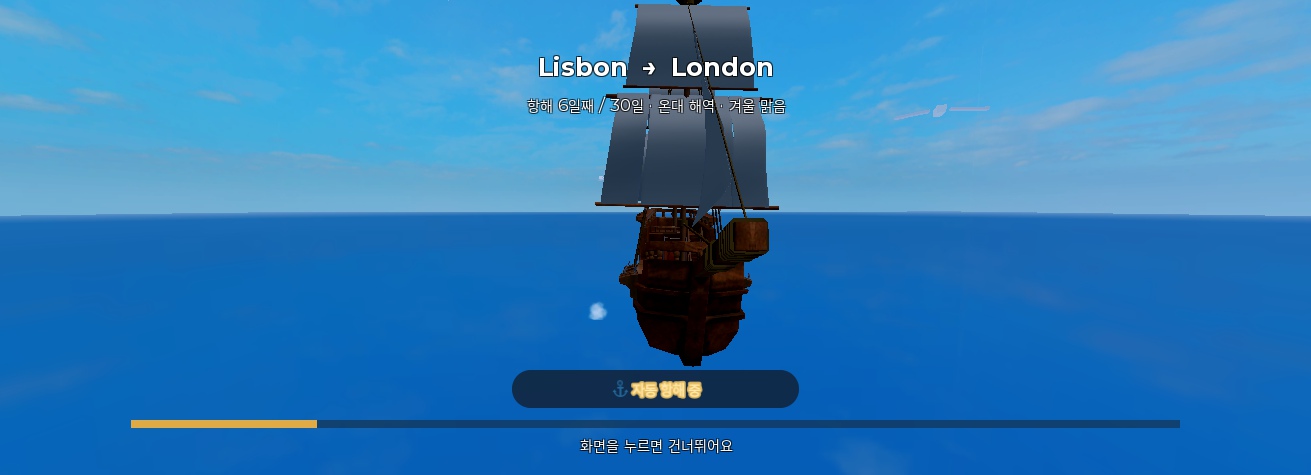 Lisbon → London
항해 6일째 / 30일 · 온대 해역 · 겨울 맑음
⚓ 자동 항해 중
화면을 누르면 건너뛰어요